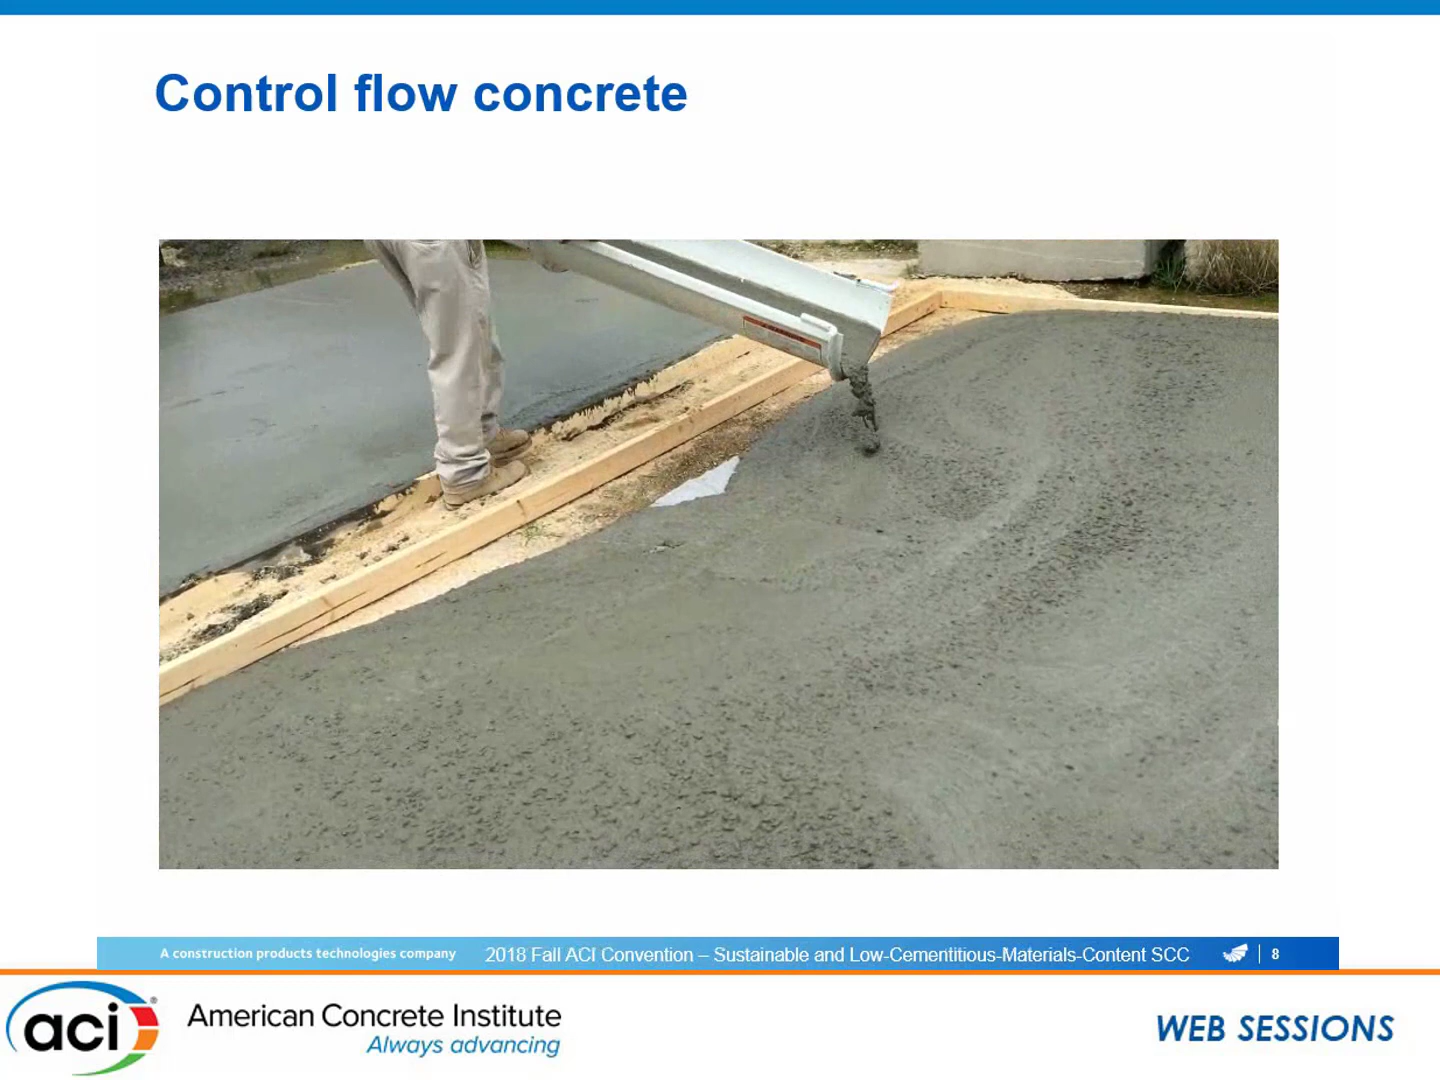 Control flow concrete
A construction products technologies company
2018 Fall ACI Convention – Sustainable and Low-Cementitious-Materials-Content SCC
8
aci®
American Concrete Institute
Always advancing
WEB SESSIONS